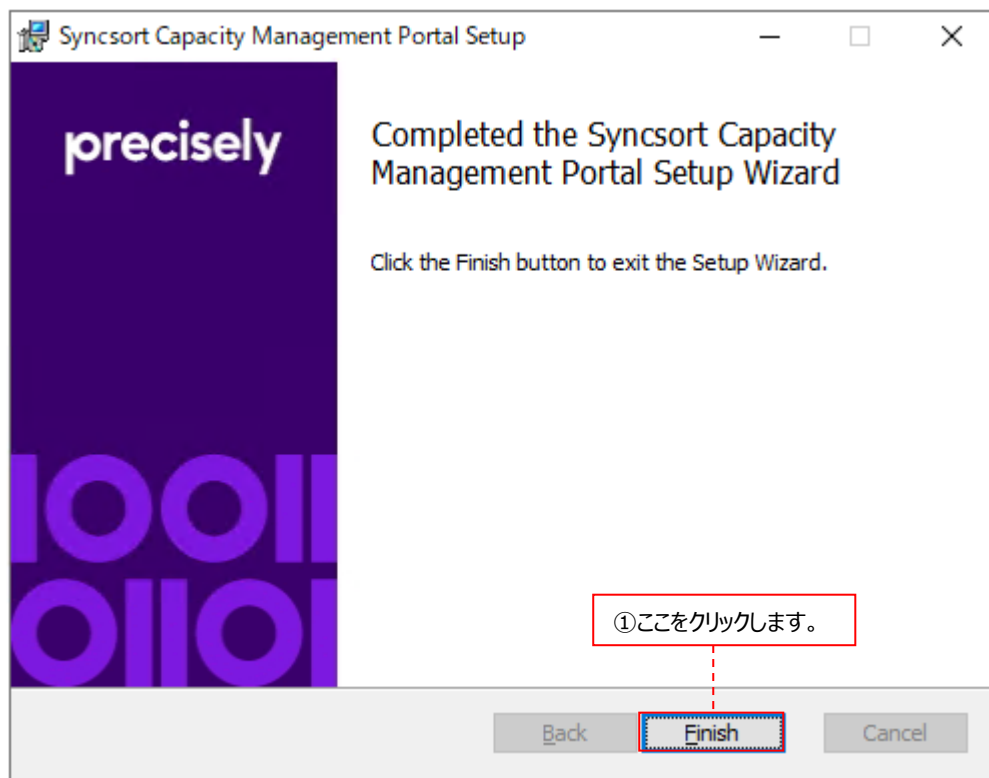 Syncsort Capacity Management Portal Setup
precisely
Completed the Syncsort Capacity
Management Portal Setup Wizard
Click the Finish button to exit the Setup Wizard.
①ここをクリックします。
Back
Finish
Cancel